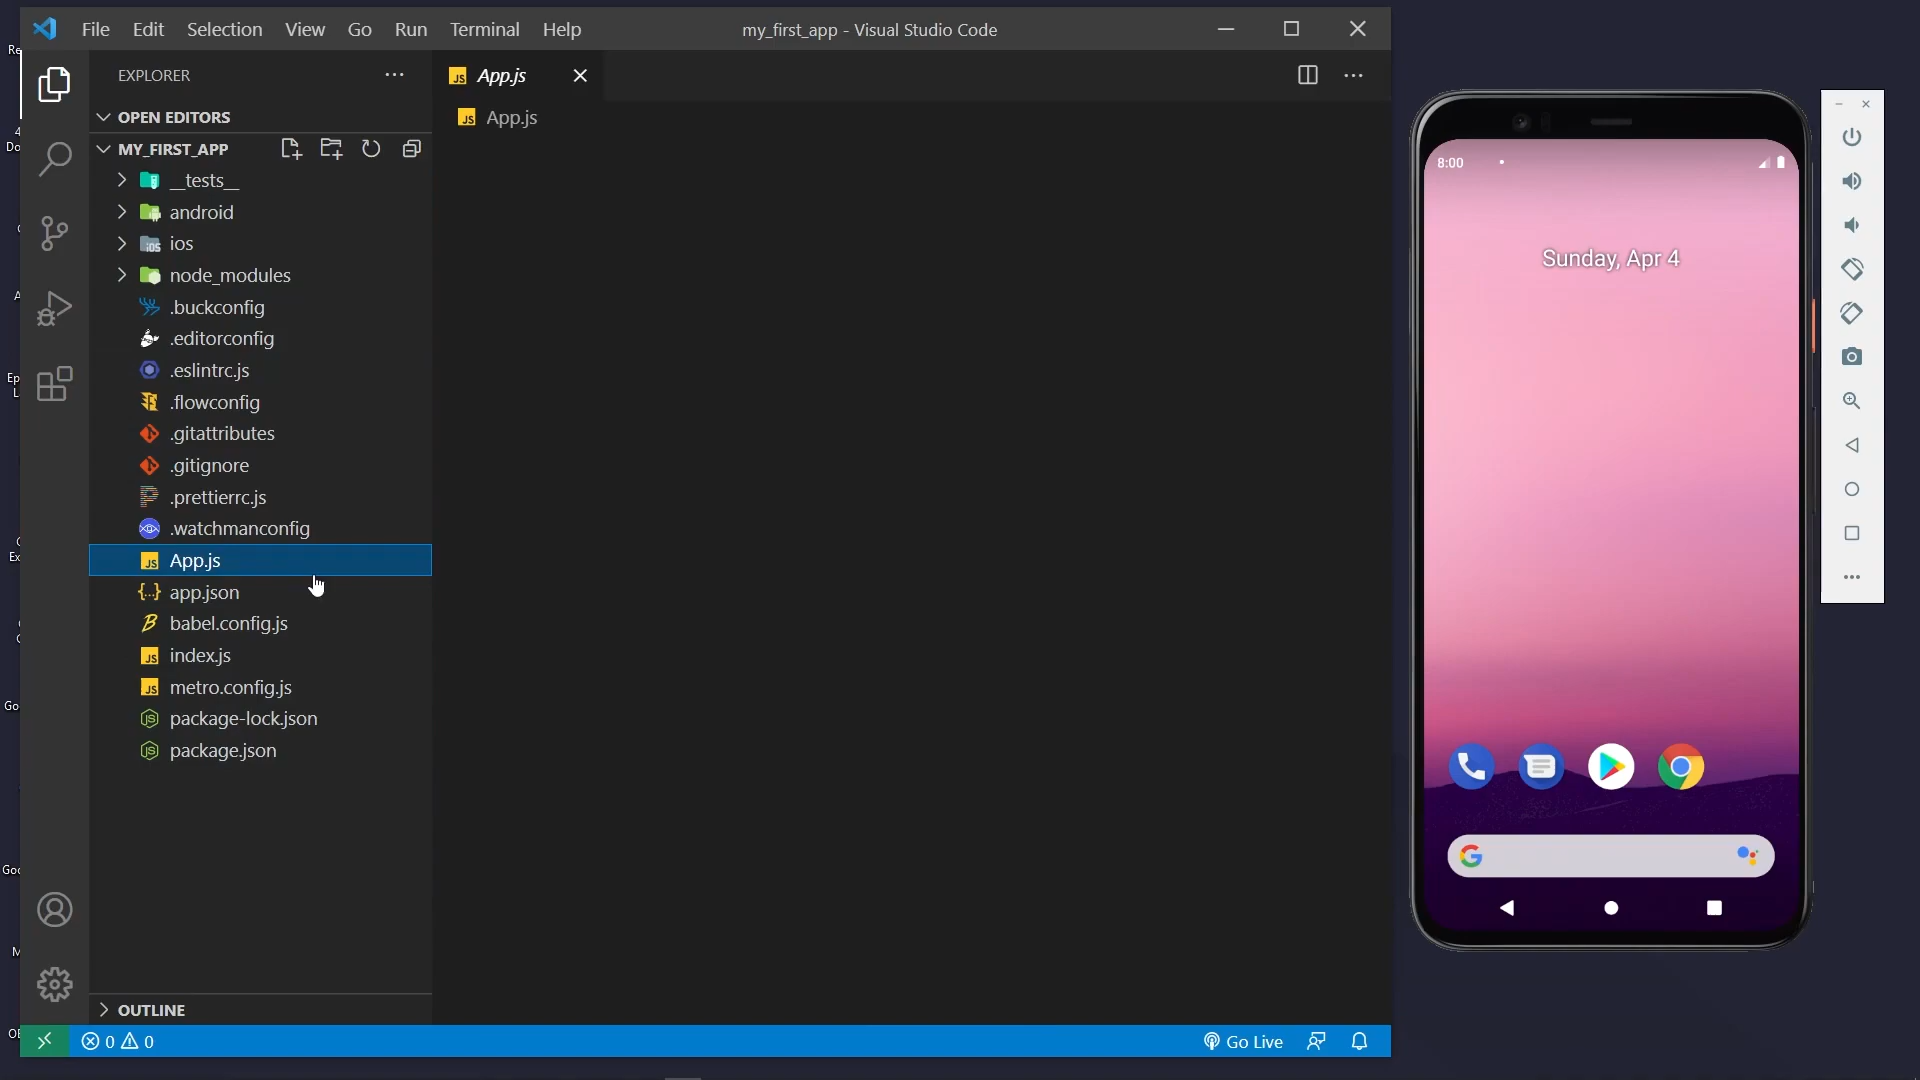 File Edit Selection View Go Run Terminal Help
my_first_app - Visual Studio Code
EXPLORER
OPEN EDITORS
MY_FIRST_APP
__tests__
android
ios
node_modules
.buckconfig
.editorconfig
.eslintrc.js
.flowconfig
.gitattributes
.gitignore
.prettierrc.js
.watchmanconfig
App.js
app.json
babel.config.js
index.js
metro.config.js
package-lock.json
package.json
OUTLINE
App.js
App.js
0 0
Go Live
8:00
Sunday, Apr 4